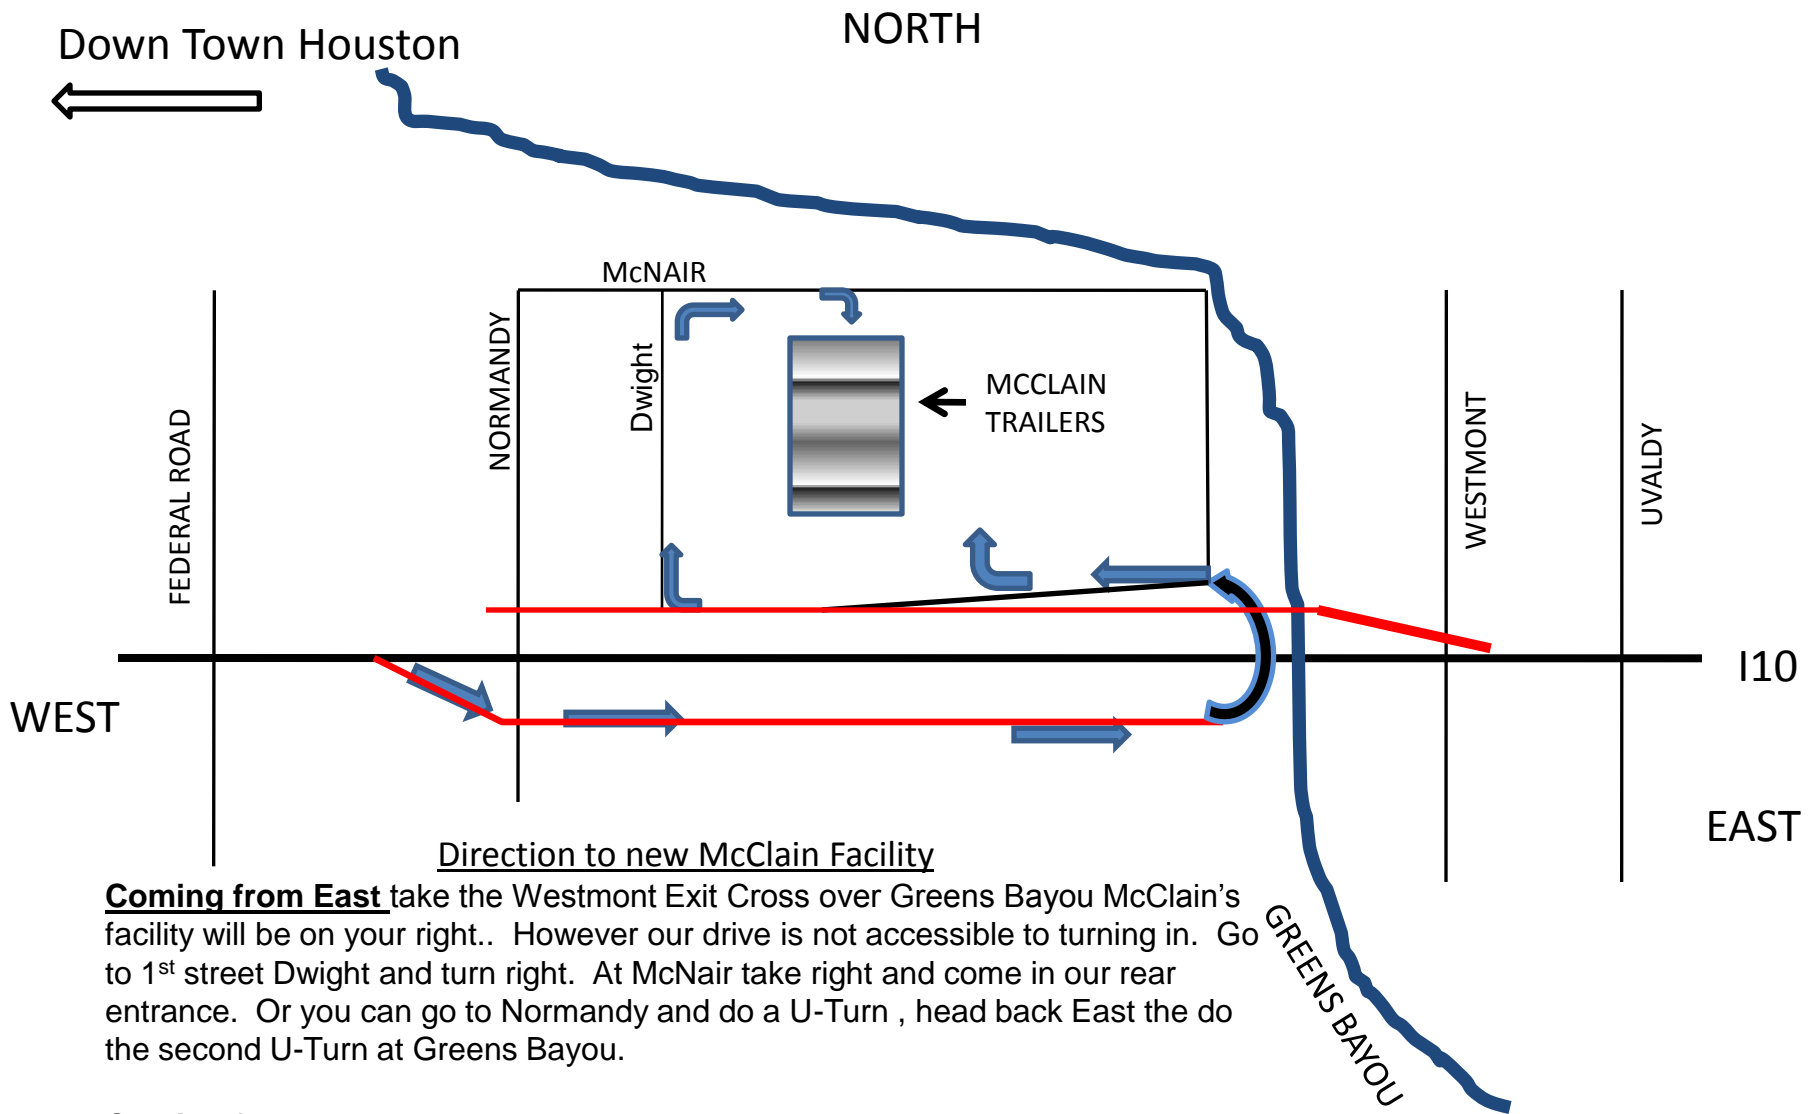 NORTH
Down Town Houston
McNAIR
NORMANDY
Dwight
MCCLAIN
TRAILERS
FEDERAL ROAD
WESTMONT
UVALDY
I10
WEST
EAST
Direction to new McClain Facility
Coming from East take the Westmont Exit Cross over Greens Bayou McClain’s
facility will be on your right.. However our drive is not accessible to turning in. Go
to 1st street Dwight and turn right. At McNair take right and come in our rear
entrance. Or you can go to Normandy and do a U-Turn , head back East the do
the second U-Turn at Greens Bayou.
GREENS BAYOU